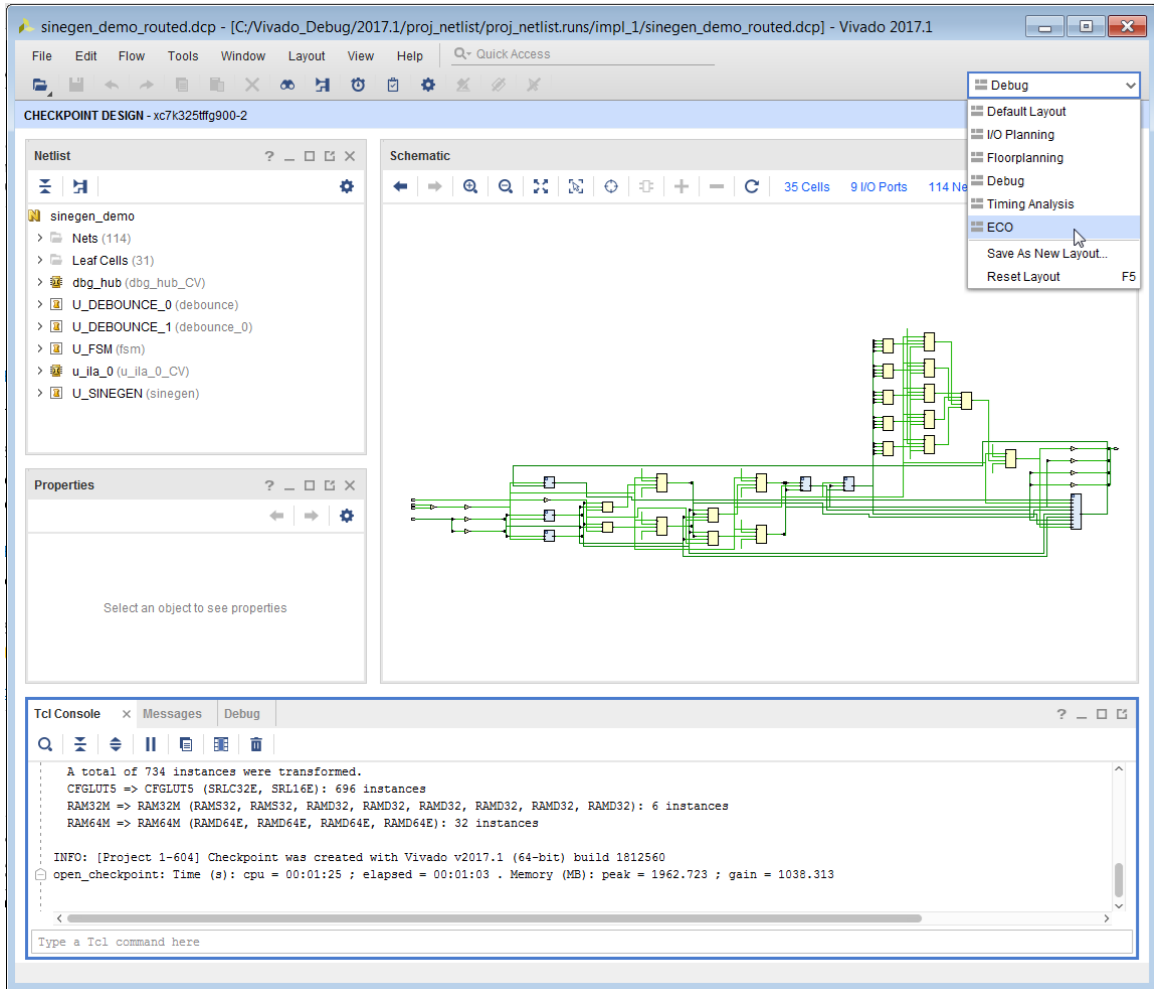 sinegen_demo_routed.dcp - [C:/Vivado_Debug/2017.1/proj_netlist/proj_netlist.runs/impl_1/sinegen_demo_routed.dcp] - Vivado 2017.1
File Edit Flow Tools Window Layout View Help Quick Access
Debug
CHECKPOINT DESIGN - xc7k325tffg900-2
Default Layout
I/O Planning
Floorplanning
Debug
Timing Analysis
ECO
Save As New Layout...
Reset Layout F5
Netlist
sinegen_demo
Nets (114)
Leaf Cells (31)
dbg_hub (dbg_hub_CV)
U_DEBOUNCE_0 (debounce)
U_DEBOUNCE_1 (debounce_0)
U_FSM (fsm)
u_ila_0 (u_ila_0_CV)
U_SINEGEN (sinegen)
Schematic
35 Cells 9 I/O Ports 114 Ne
Properties
Select an object to see properties
Tcl Console Messages Debug
A total of 734 instances were transformed.
CFGLUT5 => CFGLUT5 (SRLC32E, SRL16E): 696 instances
RAM32M => RAM32M (RAMS32, RAMS32, RAMD32, RAMD32, RAMD32, RAMD32, RAMD32, RAMD32): 6 instances
RAM64M => RAM64M (RAMD64E, RAMD64E, RAMD64E, RAMD64E): 32 instances
INFO: [Project 1-604] Checkpoint was created with Vivado v2017.1 (64-bit) build 1812560
open_checkpoint: Time (s): cpu = 00:01:25 ; elapsed = 00:01:03 . Memory (MB): peak = 1962.723 ; gain = 1038.313
Type a Tcl command here